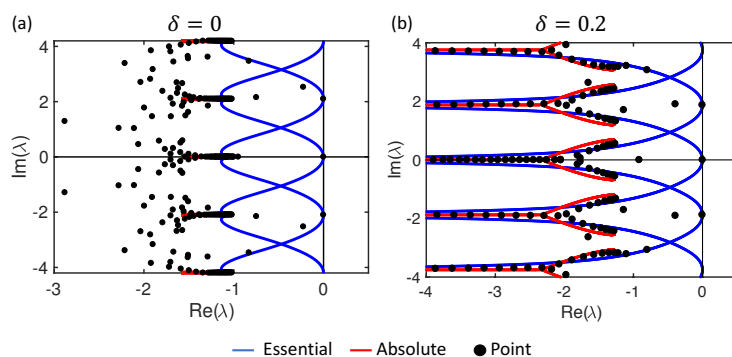 (a) δ = 0
4
2
0
-2
-4
Im(λ)
-3 -2 -1 0
Re(λ)
(b) δ = 0.2
4
2
0
-2
-4
Im(λ)
-4 -3 -2 -1 0
Re(λ)
Essential Absolute Point